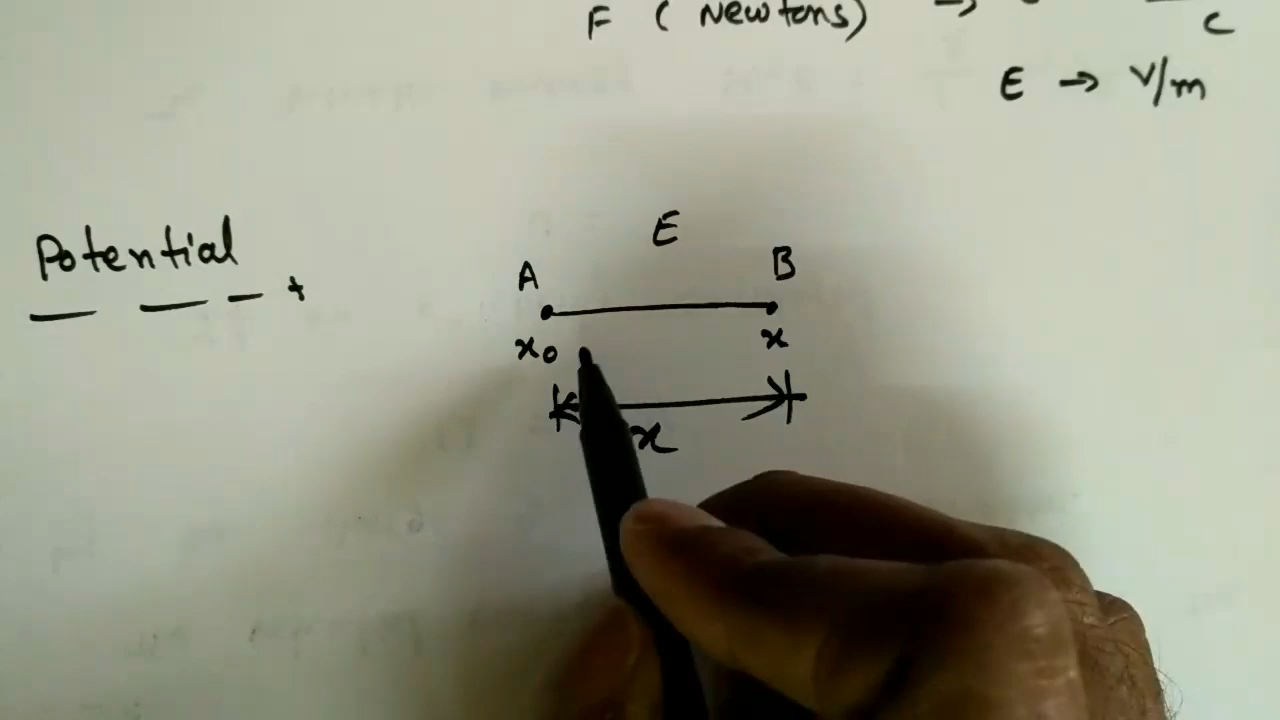 F ( Newtons) →
C
E → V/m
Potential
E
A B
x0 x
x